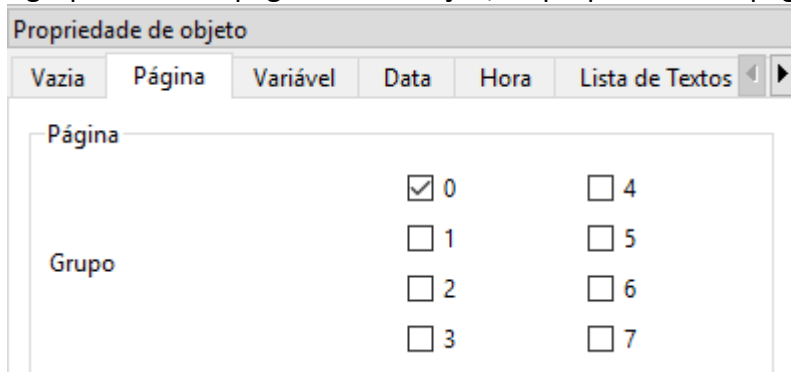 Propriedade de objeto
Vazia Página Variável Data Hora Lista de Textos
Página
0 4
1 5
Grupo
2 6
3 7